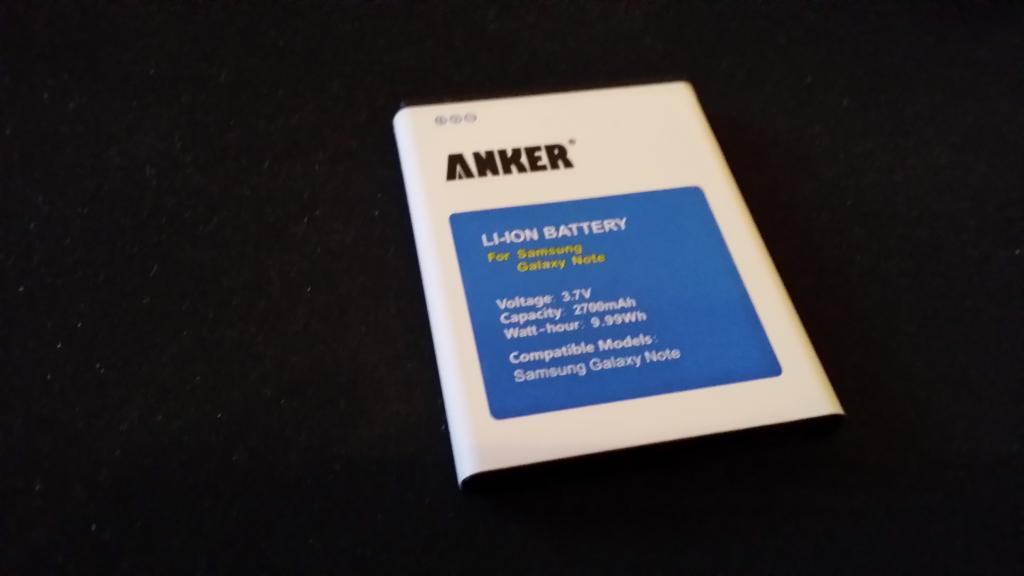 ANKER®
LI-ION BATTERY
For Samsung
Galaxy Note
Voltage: 3.7V
Capacity: 2700mAh
Watt-hour: 9.99Wh
Compatible Models:
Samsung Galaxy Note